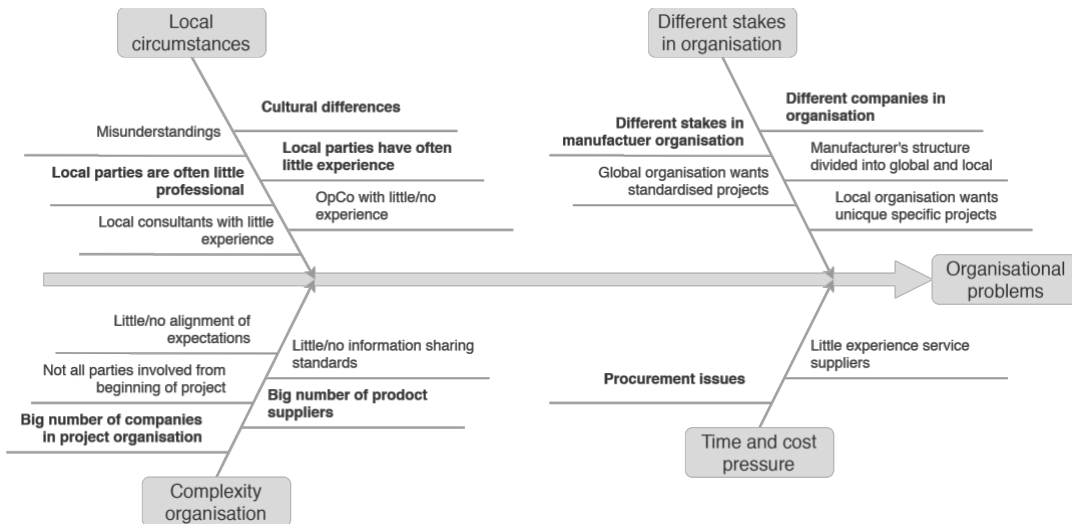 Local
circumstances
Different stakes
in organisation
Cultural differences
Misunderstandings
Local parties have often
little experience
Local parties are often little
professional
OpCo with little/no
experience
Local consultants with little
experience
Different companies in
organisation
Different stakes in
manufactuer organisation
Manufacturer's structure
divided into global and local
Global organisation wants
standardised projects
Local organisation wants
unicque specific projects
Organisational
problems
Little/no alignment of
expectations
Little/no information sharing
standards
Not all parties involved from
beginning of project
Big number of product
suppliers
Big number of companies
in project organisation
Complexity
organisation
Little experience service
suppliers
Procurement issues
Time and cost
pressure